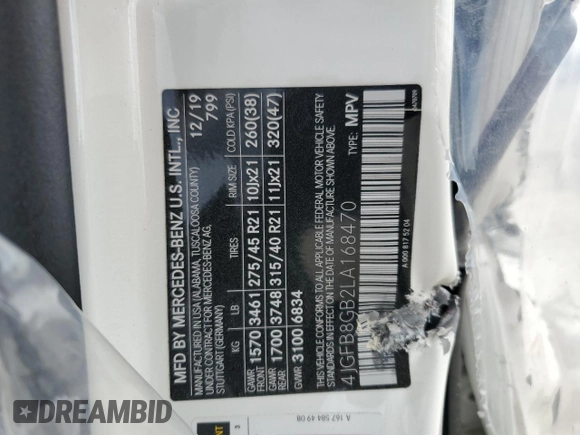 MFD BY MERCEDES-BENZ U.S. INTL., INC
MANUFACTURED IN USA (ALABAMA, TUSCALOOSA COUNTY)
UNDER CONTRACT FOR MERCEDES-BENZ AG,
STUTTGART (GERMANY)
12/19
799
KG LB TIRES RIM SIZE COLD KPA(PSI)
GAWR FRONT 1570 3461 275/45 R21 10Jx21 260(38)
GAWR REAR 1700 3748 315/40 R21 11Jx21 320(47)
GVWR 3100 6834
THIS VEHICLE CONFORMS TO ALL APPLICABLE FEDERAL MOTOR VEHICLE SAFETY
STANDARDS IN EFFECT ON THE DATE OF MANUFACTURE SHOWN ABOVE.
4JGFB8GB2LA168470 TYPE: MPV
A 000 817 52 04
A 167 584 49 08
3
DREAMBID